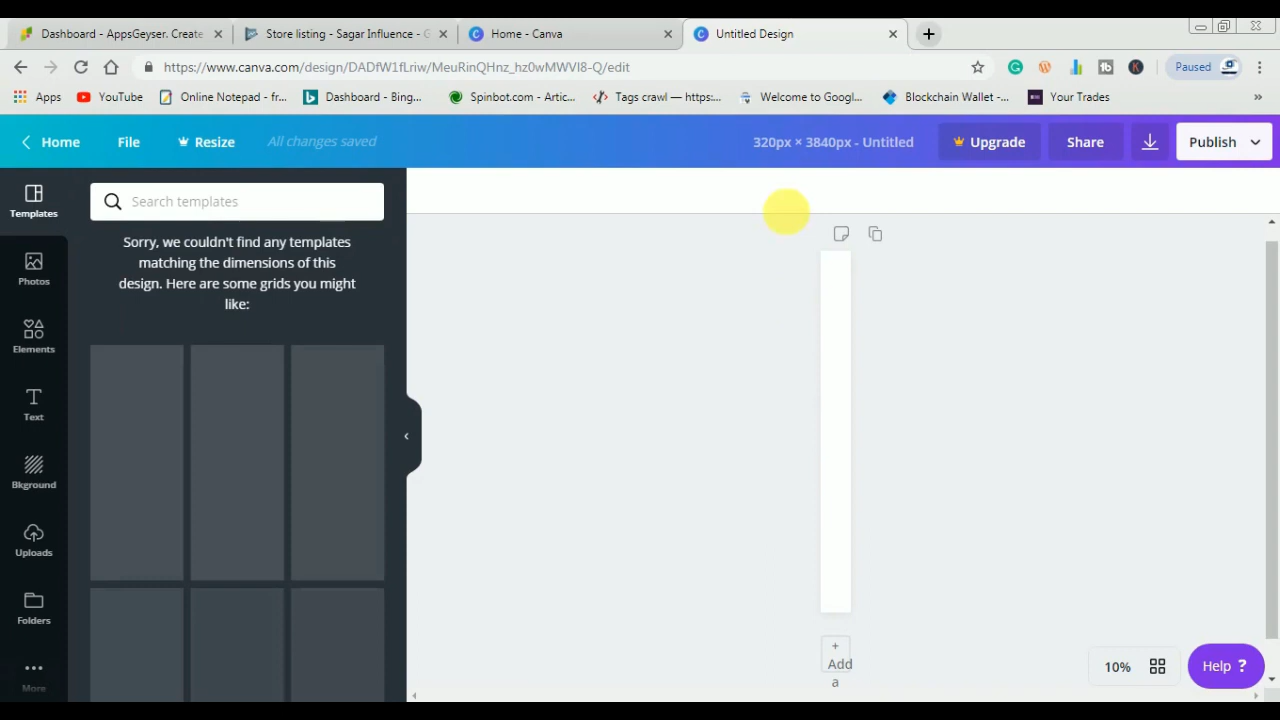 Dashboard - AppsGeyser. Create
Store listing - Sagar Influence - G
Home - Canva
Untitled Design
https://www.canva.com/design/DADfW1fLriw/MeuRinQHnz_hz0wMWVI8-Q/edit
Paused
Apps
YouTube
Online Notepad - fr...
Dashboard - Bing...
Spinbot.com - Artic...
Tags crawl — https:...
Welcome to Googl...
Blockchain Wallet -...
Your Trades
»
Home
File
Resize
All changes saved
320px × 3840px - Untitled
Upgrade
Share
Publish
Templates
Photos
Elements
Text
Bkground
Uploads
Folders
More
Search templates
Sorry, we couldn't find any templates
matching the dimensions of this
design. Here are some grids you might
like:
+
Add
a
10%
Help ?